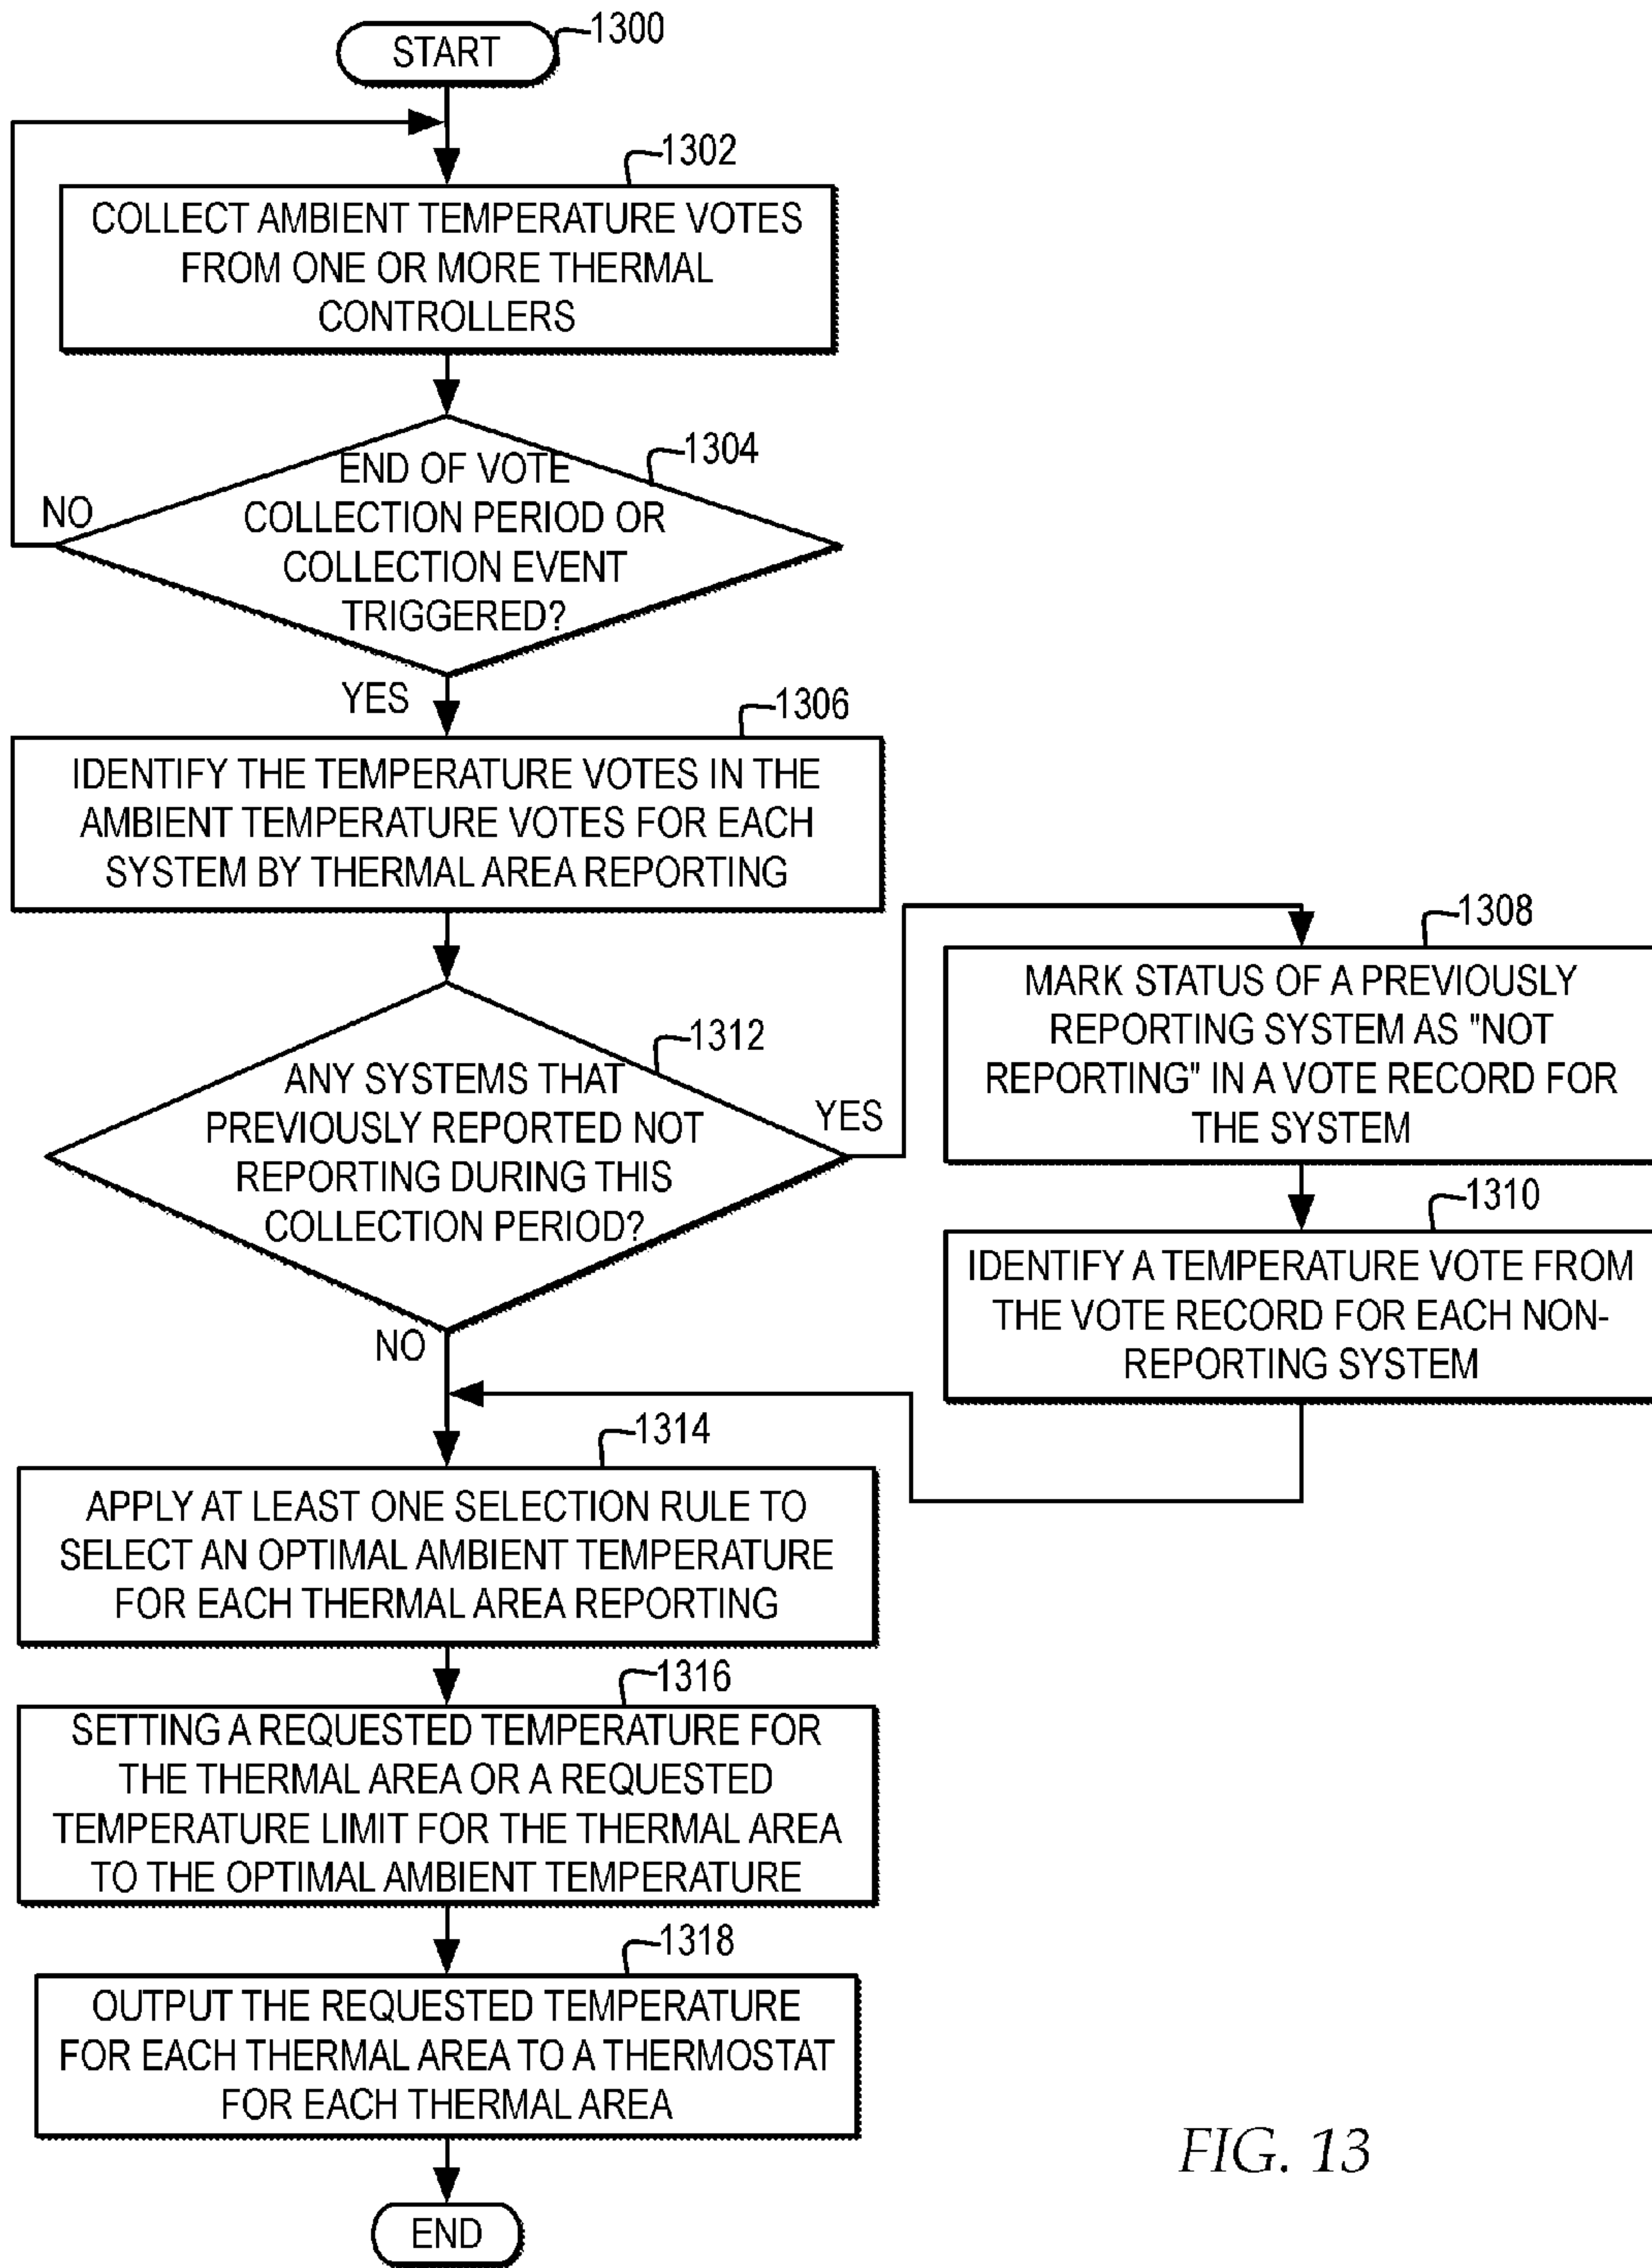 START
1300
1302
COLLECT AMBIENT TEMPERATURE VOTES
FROM ONE OR MORE THERMAL
CONTROLLERS
1304
END OF VOTE
COLLECTION PERIOD OR
COLLECTION EVENT
TRIGGERED?
NO
YES
1306
IDENTIFY THE TEMPERATURE VOTES IN THE
AMBIENT TEMPERATURE VOTES FOR EACH
SYSTEM BY THERMAL AREA REPORTING
1312
ANY SYSTEMS THAT
PREVIOUSLY REPORTED NOT
REPORTING DURING THIS
COLLECTION PERIOD?
YES
NO
1308
MARK STATUS OF A PREVIOUSLY
REPORTING SYSTEM AS "NOT
REPORTING" IN A VOTE RECORD FOR
THE SYSTEM
1310
IDENTIFY A TEMPERATURE VOTE FROM
THE VOTE RECORD FOR EACH NON-
REPORTING SYSTEM
1314
APPLY AT LEAST ONE SELECTION RULE TO
SELECT AN OPTIMAL AMBIENT TEMPERATURE
FOR EACH THERMAL AREA REPORTING
1316
SETTING A REQUESTED TEMPERATURE FOR
THE THERMAL AREA OR A REQUESTED
TEMPERATURE LIMIT FOR THE THERMAL AREA
TO THE OPTIMAL AMBIENT TEMPERATURE
1318
OUTPUT THE REQUESTED TEMPERATURE
FOR EACH THERMAL AREA TO A THERMOSTAT
FOR EACH THERMAL AREA
END
FIG. 13